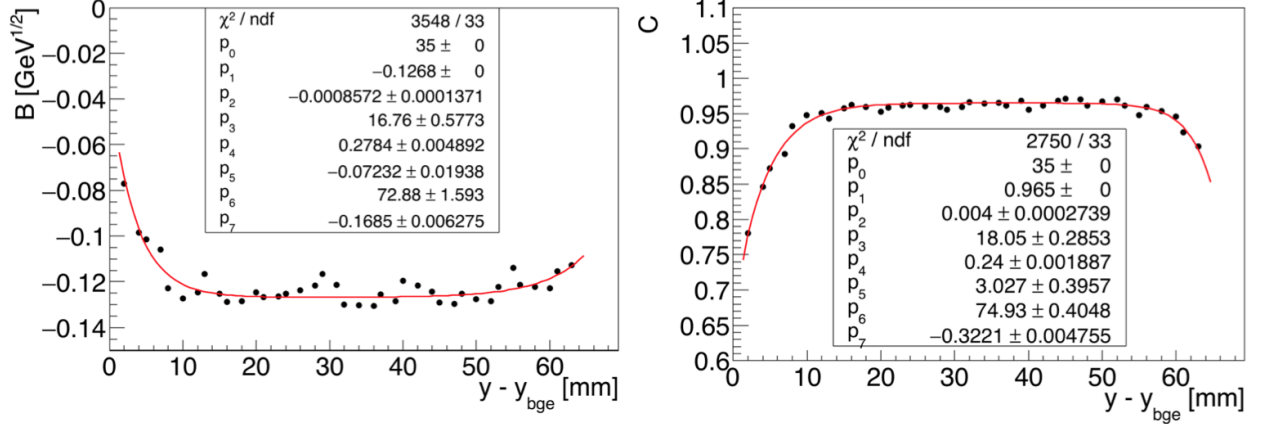 B [GeV^1/2]
0
−0.02
−0.04
−0.06
−0.08
−0.1
−0.12
−0.14
χ² / ndf 3548 / 33
p₀ 35 ± 0
p₁ −0.1268 ± 0
p₂ −0.0008572 ± 0.0001371
p₃ 16.76 ± 0.5773
p₄ 0.2784 ± 0.004892
p₅ −0.07232 ± 0.01938
p₆ 72.88 ± 1.593
p₇ −0.1685 ± 0.006275
0 10 20 30 40 50 60
y - y_bge [mm]
C
1.1
1.05
1
0.95
0.9
0.85
0.8
0.75
0.7
0.65
0.6
χ² / ndf 2750 / 33
p₀ 35 ± 0
p₁ 0.965 ± 0
p₂ 0.004 ± 0.0002739
p₃ 18.05 ± 0.2853
p₄ 0.24 ± 0.001887
p₅ 3.027 ± 0.3957
p₆ 74.93 ± 0.4048
p₇ −0.3221 ± 0.004755
0 10 20 30 40 50 60
y - y_bge [mm]